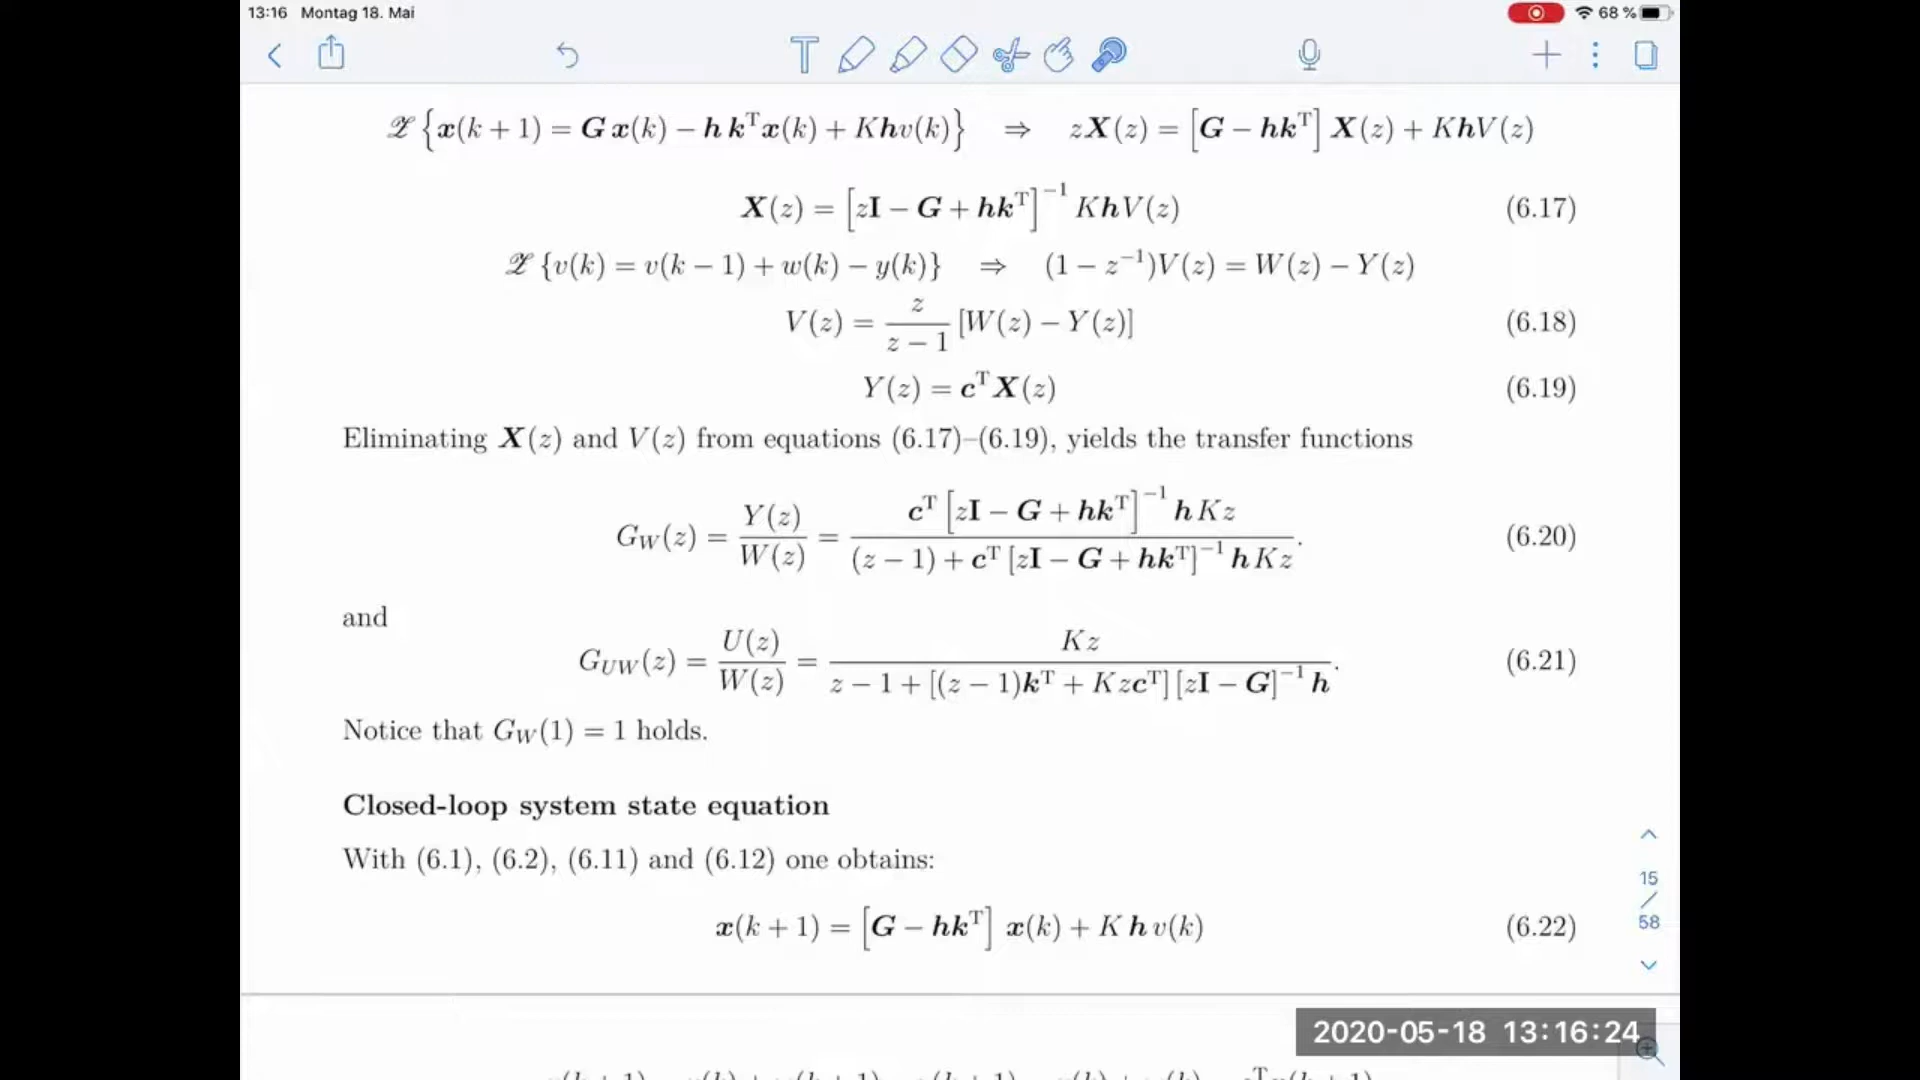 13:16 Montag 18. Mai
68 %
𝒵 {x(k + 1) = G x(k) − h kᵀx(k) + Khv(k)} ⇒ zX(z) = [G − hkᵀ] X(z) + KhV(z)
X(z) = [zI − G + hkᵀ]⁻¹ KhV(z) (6.17)
𝒵 {v(k) = v(k − 1) + w(k) − y(k)} ⇒ (1 − z⁻¹)V(z) = W(z) − Y(z)
V(z) = z / (z − 1) [W(z) − Y(z)] (6.18)
Y(z) = cᵀX(z) (6.19)
Eliminating X(z) and V(z) from equations (6.17)–(6.19), yields the transfer functions
G_W(z) = Y(z) / W(z) = cᵀ [zI − G + hkᵀ]⁻¹ h Kz / ((z − 1) + cᵀ [zI − G + hkᵀ]⁻¹ h Kz). (6.20)
and
G_UW(z) = U(z) / W(z) = Kz / (z − 1 + [(z − 1)kᵀ + Kzcᵀ] [zI − G]⁻¹ h). (6.21)
Notice that G_W(1) = 1 holds.
Closed-loop system state equation
With (6.1), (6.2), (6.11) and (6.12) one obtains:
x(k + 1) = [G − hkᵀ] x(k) + K h v(k) (6.22)
15
/
58
2020-05-18 13:16:24